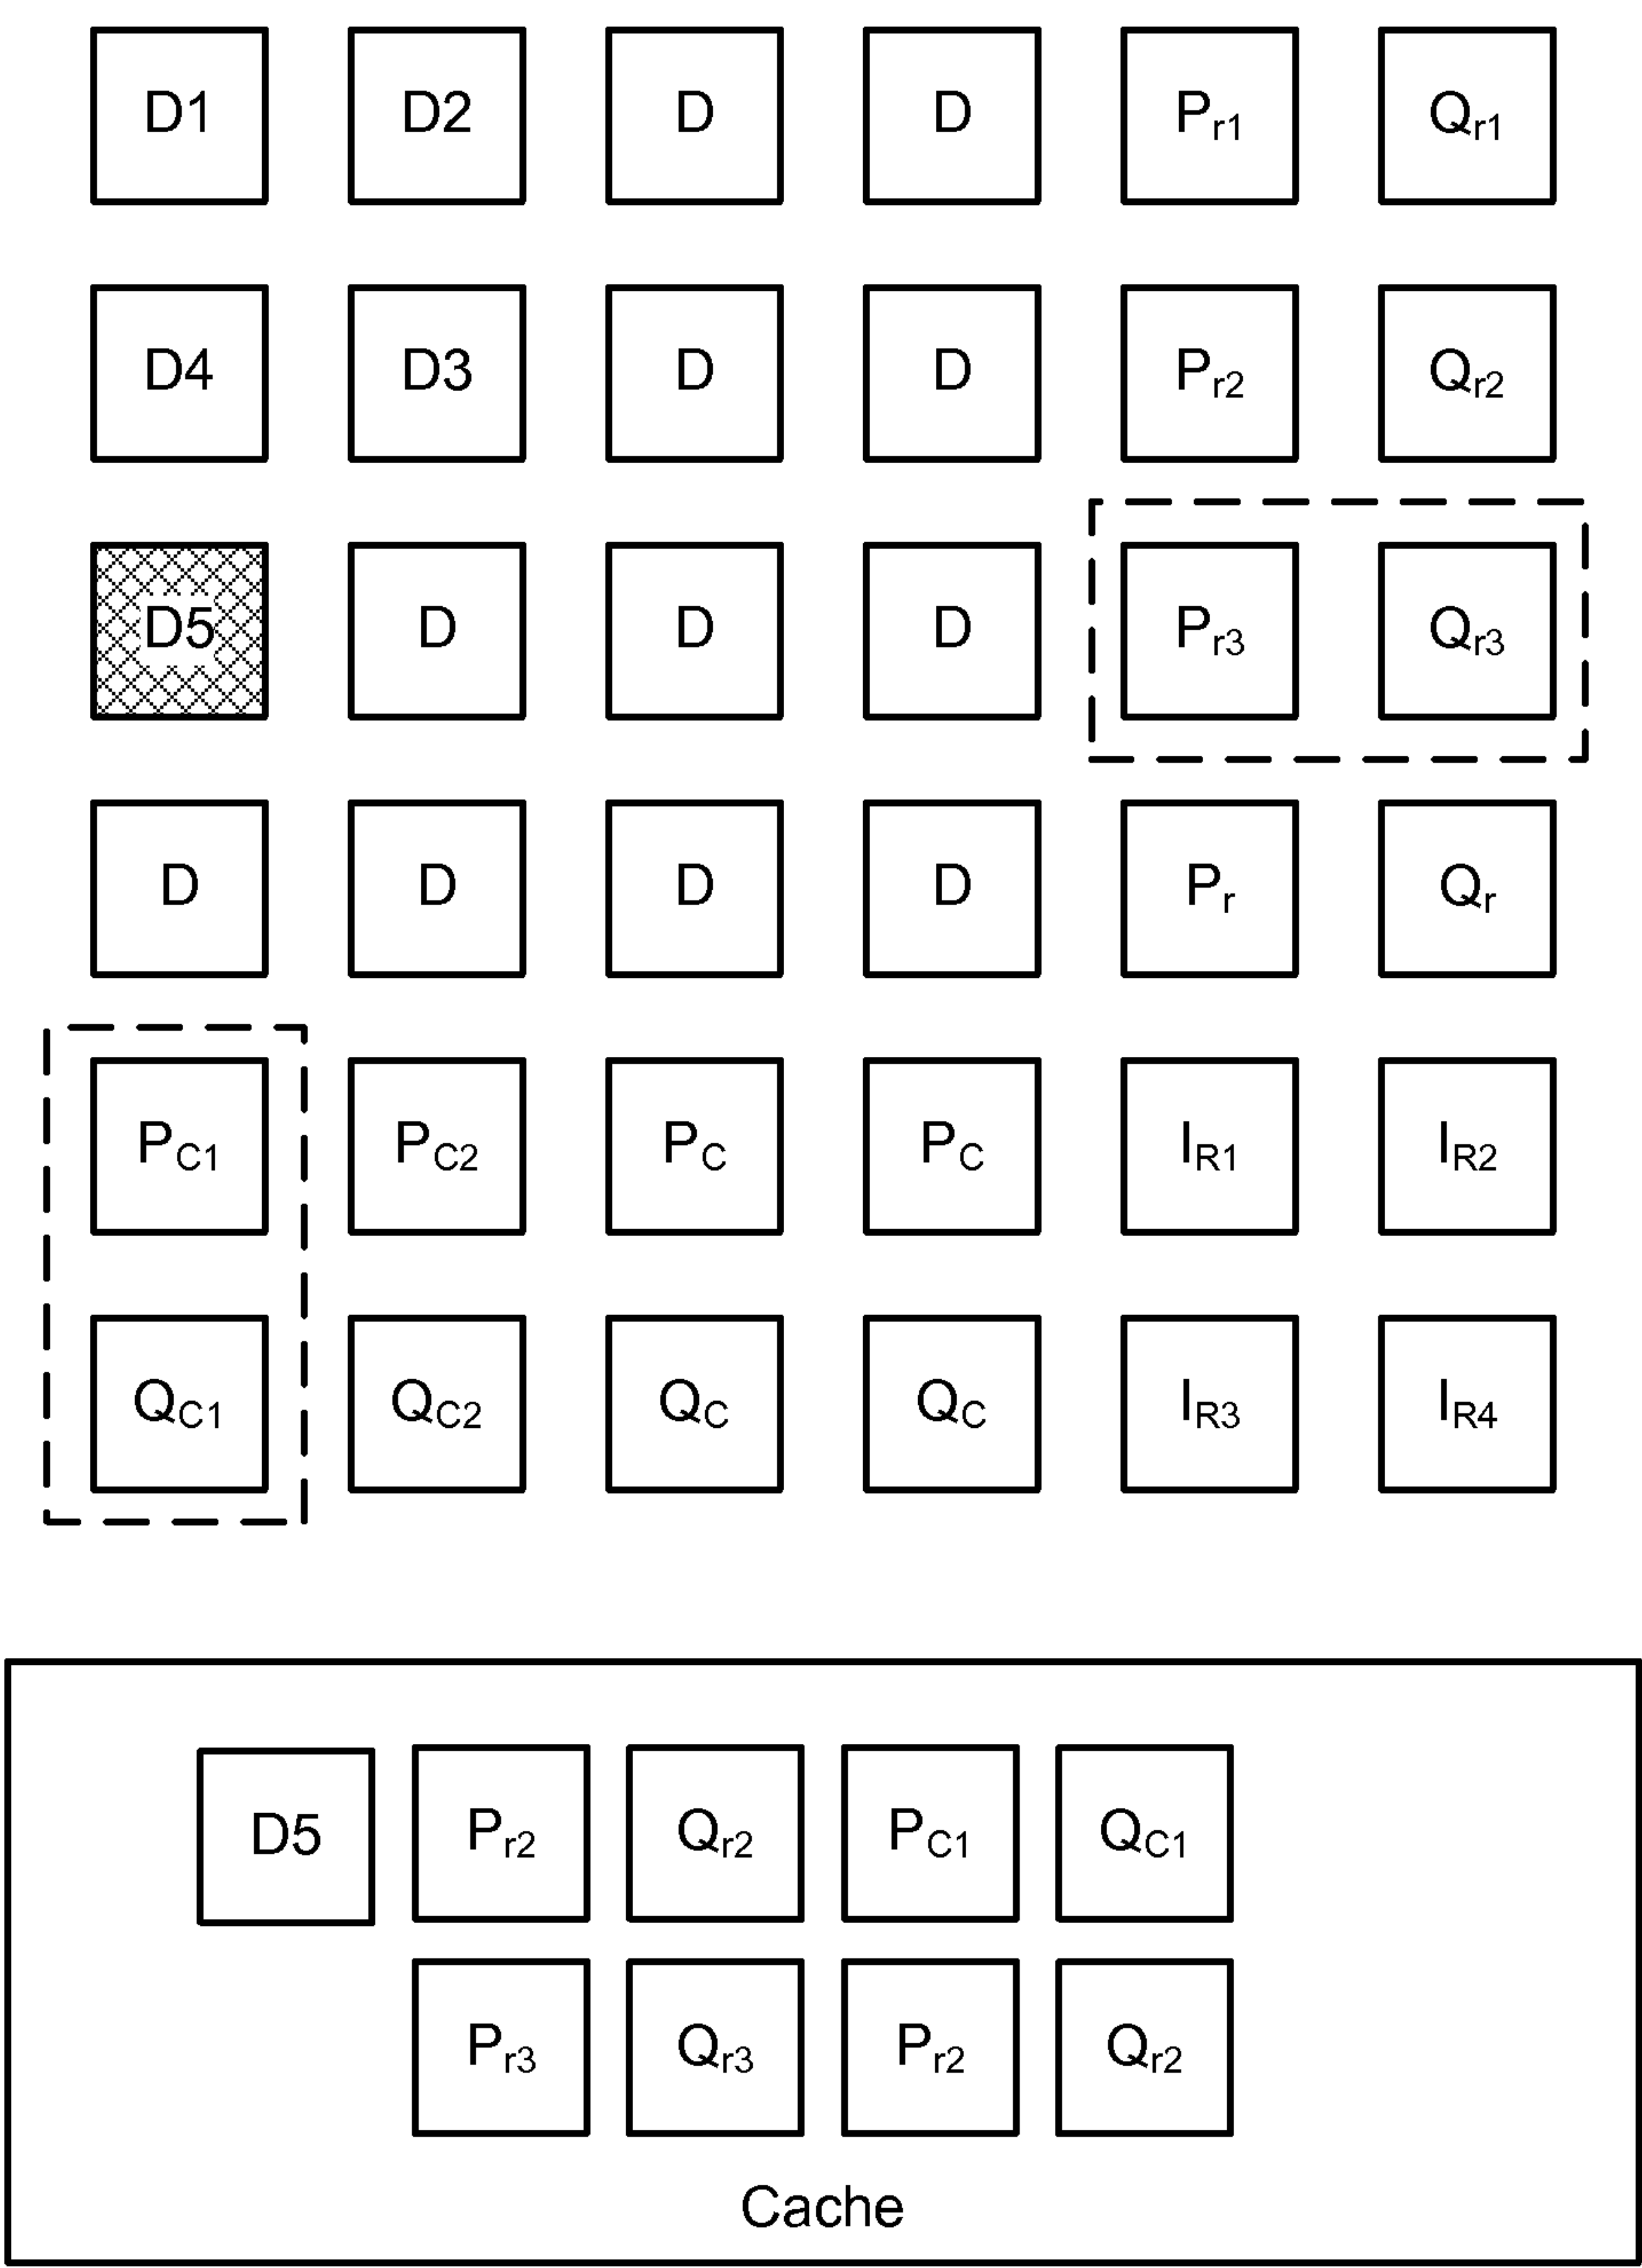 D1 D2 D D Pr1 Qr1
D4 D3 D D Pr2 Qr2
D5 D D D Pr3 Qr3
D D D D Pr Qr
PC1 PC2 PC PC IR1 IR2
QC1 QC2 QC QC IR3 IR4
D5 Pr2 Qr2 PC1 QC1
Pr3 Qr3 Pr2 Qr2
Cache